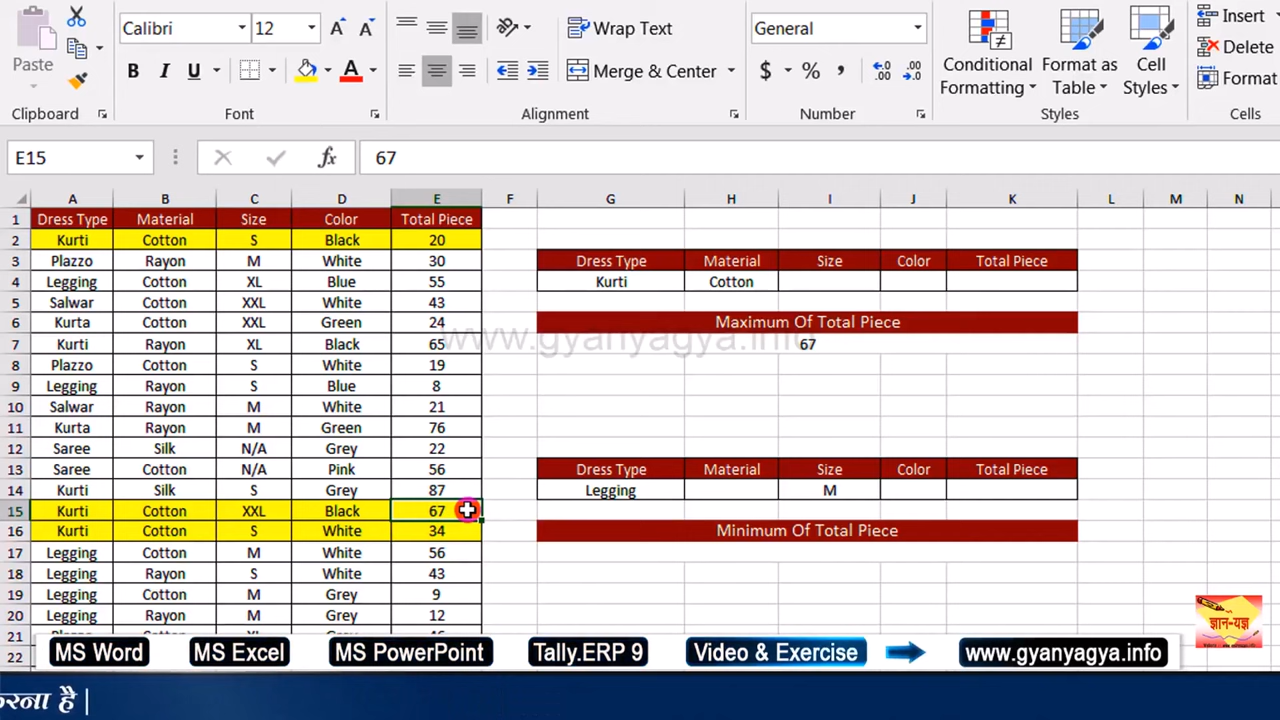 Calibri 12 Wrap Text General Insert
Paste B I U A Merge & Center $ % , Conditional Formatting Format as Table Cell Styles Delete
Format
Clipboard Font Alignment Number Styles Cells
E15 fx 67
A B C D E F G H I J K L M N
1 Dress Type Material Size Color Total Piece
2 Kurti Cotton S Black 20
3 Plazzo Rayon M White 30 Dress Type Material Size Color Total Piece
4 Legging Cotton XL Blue 55 Kurti Cotton
5 Salwar Cotton XXL White 43
6 Kurta Cotton XXL Green 24 Maximum Of Total Piece
www.gyanyagya.info
7 Kurti Rayon XL Black 65 67
8 Plazzo Cotton S White 19
9 Legging Rayon S Blue 8
10 Salwar Rayon M White 21
11 Kurta Rayon M Green 76
12 Saree Silk N/A Grey 22
13 Saree Cotton N/A Pink 56 Dress Type Material Size Color Total Piece
14 Kurti Silk S Grey 87 Legging M
15 Kurti Cotton XXL Black 67
16 Kurti Cotton S White 34 Minimum Of Total Piece
17 Legging Cotton M White 56
18 Legging Rayon S White 43
19 Legging Cotton M Grey 9
20 Legging Rayon M Grey 12
21
22
ज्ञान-यज्ञ
MS Word MS Excel MS PowerPoint Tally.ERP 9 Video & Exercise www.gyanyagya.info
है |